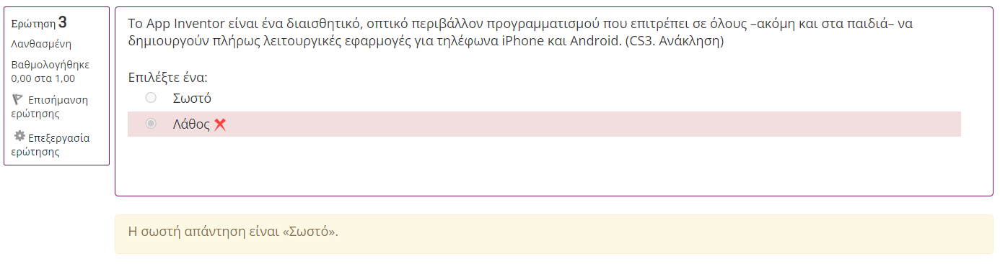 Ερώτηση 3
Λανθασμένη
Βαθμολογήθηκε
0,00 στα 1,00
Επισήμανση
ερώτησης
Επεξεργασία
ερώτησης
Το App Inventor είναι ένα διαισθητικό, οπτικό περιβάλλον προγραμματισμού που επιτρέπει σε όλους –ακόμη και στα παιδιά– να
δημιουργούν πλήρως λειτουργικές εφαρμογές για τηλέφωνα iPhone και Android. (CS3. Ανάκληση)
Επιλέξτε ένα:
Σωστό
Λάθος
Η σωστή απάντηση είναι «Σωστό».